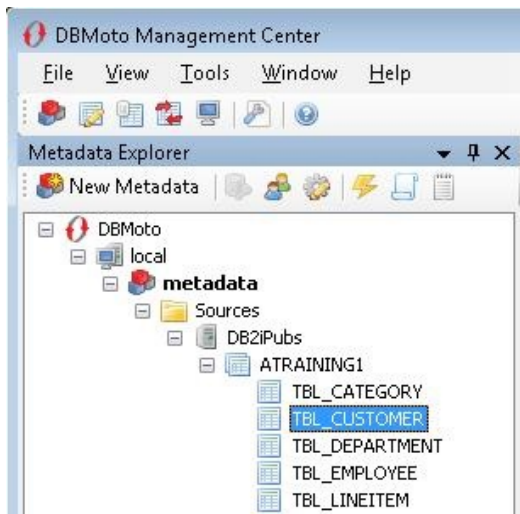 DBMoto Management Center
File View Tools Window Help
Metadata Explorer
New Metadata
DBMoto
local
metadata
Sources
DB2iPubs
ATRAINING1
TBL_CATEGORY
TBL_CUSTOMER
TBL_DEPARTMENT
TBL_EMPLOYEE
TBL_LINEITEM